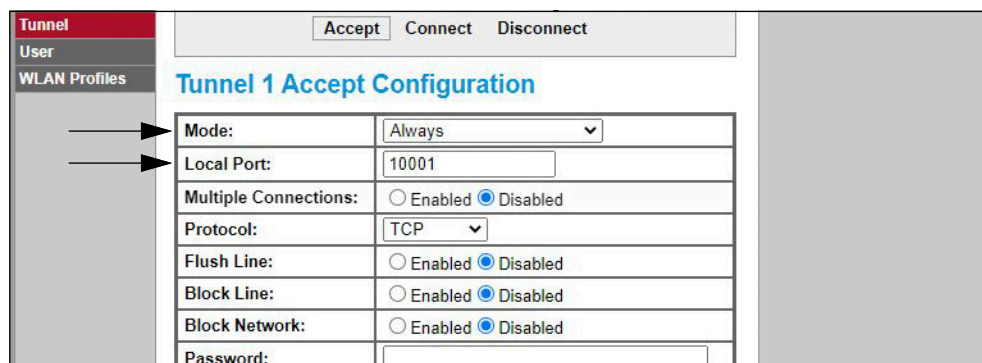 Tunnel
User
WLAN Profiles
Accept Connect Disconnect
Tunnel 1 Accept Configuration
Mode: Always
Local Port: 10001
Multiple Connections: Enabled Disabled
Protocol: TCP
Flush Line: Enabled Disabled
Block Line: Enabled Disabled
Block Network: Enabled Disabled
Password: